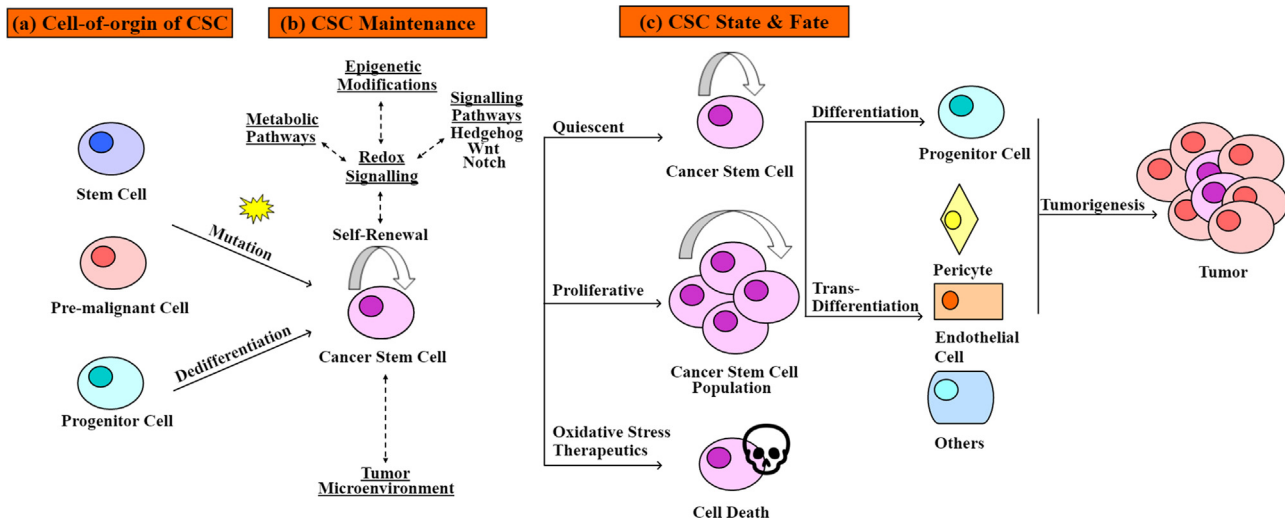 (a) Cell-of-orgin of CSC
Stem Cell
Pre-malignant Cell
Progenitor Cell
Mutation
Dedifferentiation
(b) CSC Maintenance
Epigenetic
Modifications
Metabolic
Pathways
Signalling
Pathways
Hedgehog
Wnt
Notch
Redox
Signalling
Self-Renewal
Cancer Stem Cell
Tumor
Microenvironment
(c) CSC State & Fate
Quiescent
Cancer Stem Cell
Proliferative
Cancer Stem Cell
Population
Oxidative Stress
Therapeutics
Cell Death
Differentiation
Progenitor Cell
Trans-
Differentiation
Pericyte
Endothelial
Cell
Others
Tumorigenesis
Tumor